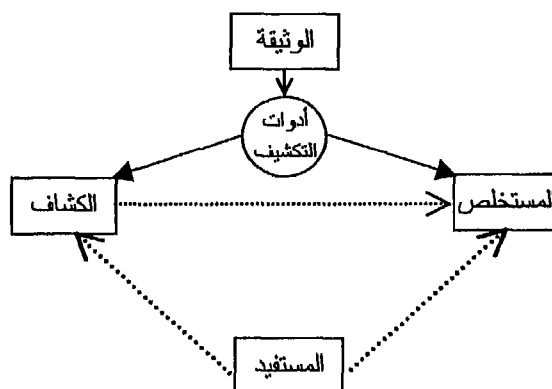 الوثيقة
أدوات
التكشيف
الكشاف
المستخلص
المستفيد